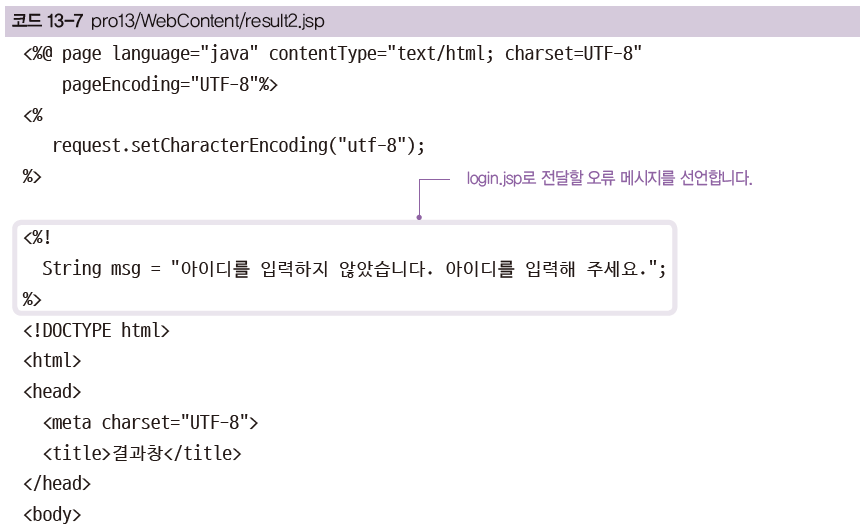 코드 13-7 pro13/WebContent/result2.jsp
<%@ page language="java" contentType="text/html; charset=UTF-8"
    pageEncoding="UTF-8"%>
<%
   request.setCharacterEncoding("utf-8");
%>
login.jsp로 전달할 오류 메시지를 선언합니다.
<%!
  String msg = "아이디를 입력하지 않았습니다. 아이디를 입력해 주세요.";
%>
<!DOCTYPE html>
<html>
<head>
  <meta charset="UTF-8">
  <title>결과창</title>
</head>
<body>